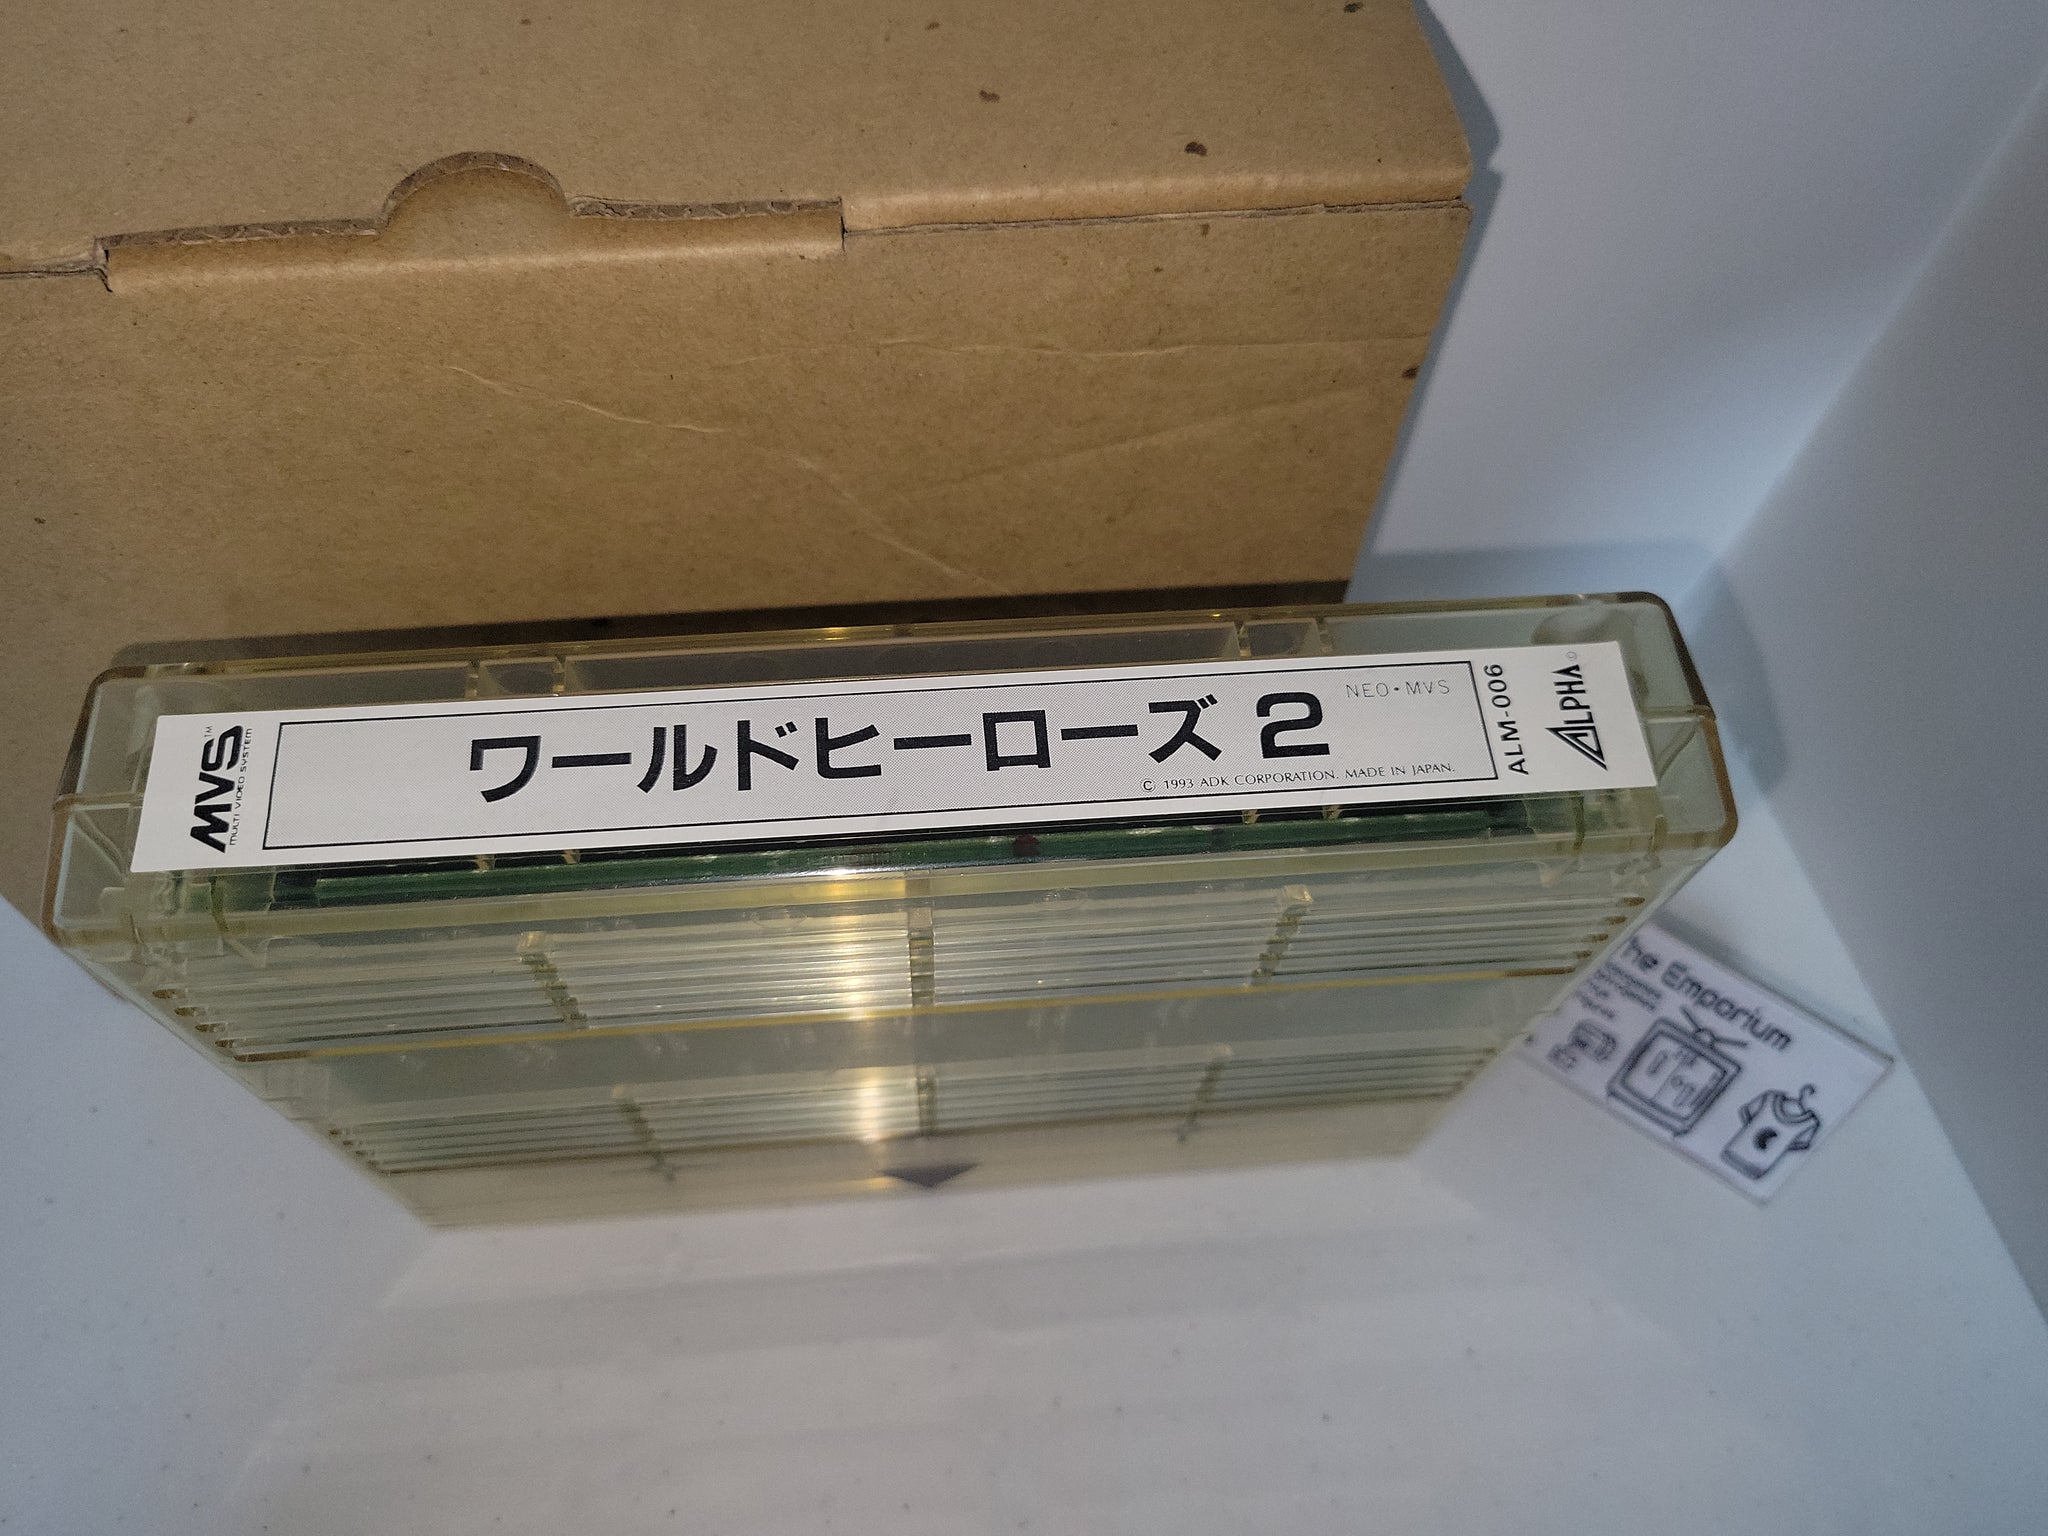 MVS™
MULTI VIDEO SYSTEM
ワールドヒーローズ2
NEO•MVS
© 1993 ADK CORPORATION. MADE IN JAPAN.
ALM-006
ALPHA
The Emporium